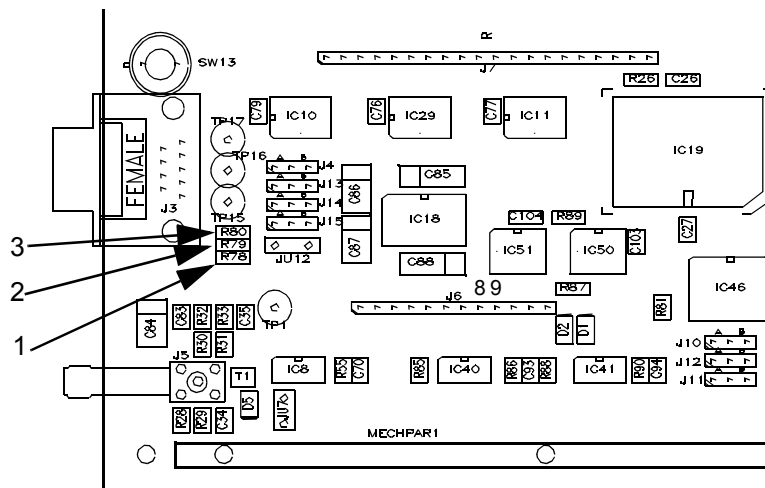 R
SW13
J7
R26
C26
C79
IC10
C76
IC29
C77
IC11
IC19
FEMALE
TP17
TP16
A B
J4
A B
J13
A B
J14
A B
J15
C86
C85
J3
TP15
IC18
C104
R89
C27
3
R80
R79
R78
JU12
C87
IC51
IC50
C103
C88
2
89
R87
IC46
J6
C84
C83
R32
R33
C35
TP1
R81
D2
D1
1
R30
R31
J10
A B
J12
A B
J11
A B
J5
T1
IC8
R55
C70
R85
IC40
R86
C93
R88
IC41
R90
C94
D5
JU7
R28
R29
C34
MECHPAR1